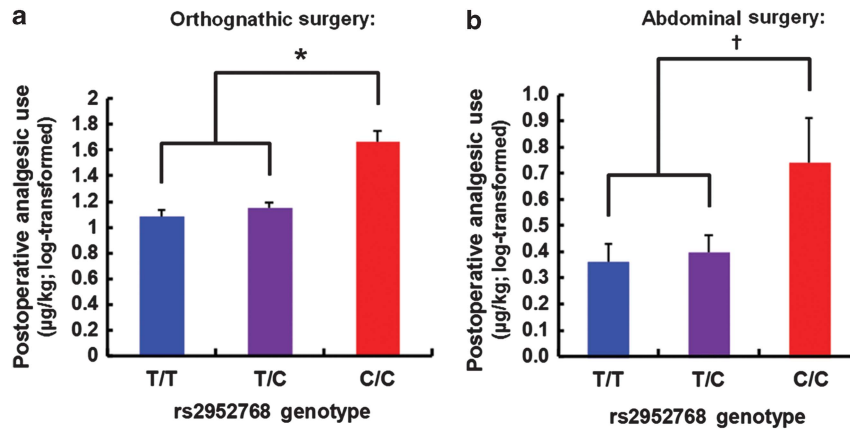 a
Orthognathic surgery:
*
Postoperative analgesic use
(µg/kg; log-transformed)
2
1.8
1.6
1.4
1.2
1
0.8
0.6
0.4
0.2
0
T/T T/C C/C
rs2952768 genotype
b
Abdominal surgery:
†
Postoperative analgesic use
(µg/kg; log-transformed)
1.0
0.9
0.8
0.7
0.6
0.5
0.4
0.3
0.2
0.1
0.0
T/T T/C C/C
rs2952768 genotype